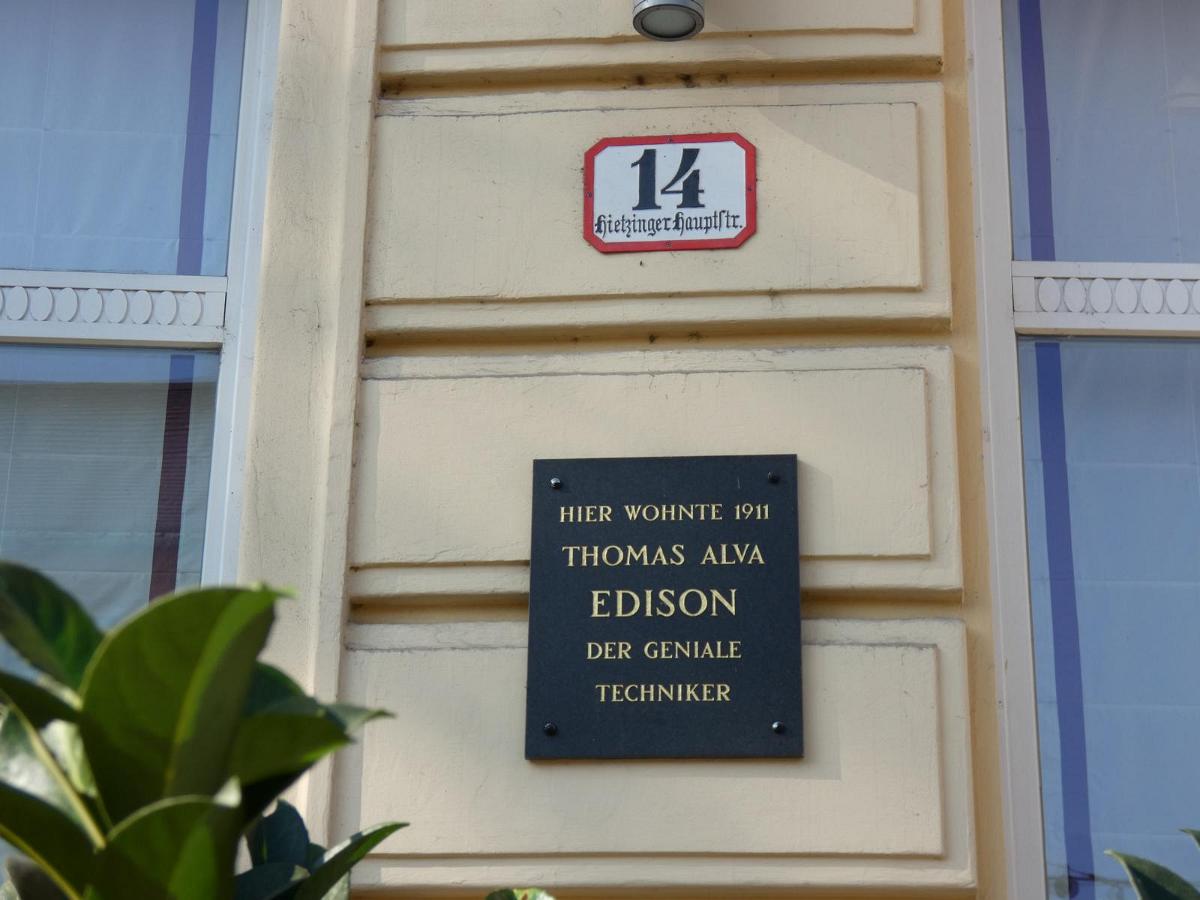 14
Hietzinger Hauptſtr.
HIER WOHNTE 1911
THOMAS ALVA
EDISON
DER GENIALE
TECHNIKER